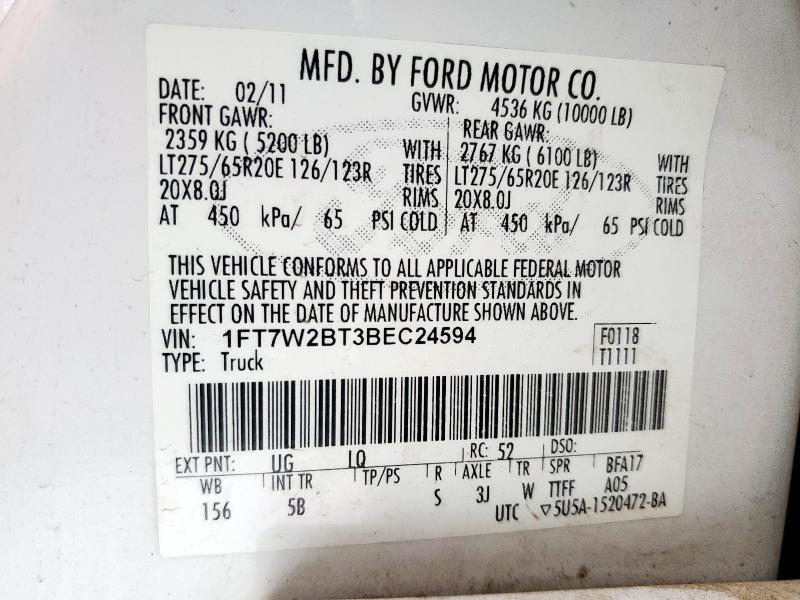 MFD. BY FORD MOTOR CO.
DATE: 02/11 GVWR: 4536 KG (10000 LB)
FRONT GAWR: REAR GAWR:
2359 KG ( 5200 LB) WITH 2767 KG ( 6100 LB) WITH
LT275/65R20E 126/123R TIRES LT275/65R20E 126/123R TIRES
20X8.0J RIMS 20X8.0J RIMS
AT 450 kPa/ 65 PSI COLD AT 450 kPa/ 65 PSI COLD
THIS VEHICLE CONFORMS TO ALL APPLICABLE FEDERAL MOTOR
VEHICLE SAFETY AND THEFT PREVENTION STANDARDS IN
EFFECT ON THE DATE OF MANUFACTURE SHOWN ABOVE.
VIN: 1FT7W2BT3BEC24594 F0118
TYPE: Truck T1111
EXT PNT: UG LQ RC: 52 DSO:
WB INT TR TP/PS R AXLE TR SPR BFA17
156 5B S 3J W TTFF A05
UTC ▽5U5A-1520472-BA